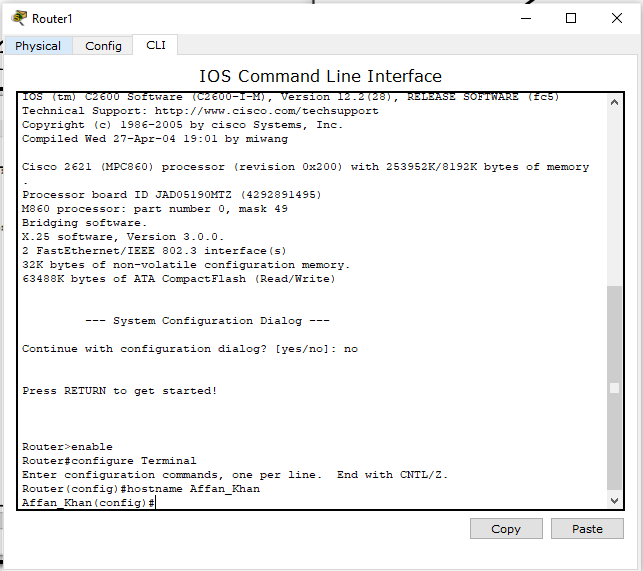 Router1
Physical Config CLI
IOS Command Line Interface
IOS (tm) C2600 Software (C2600-I-M), Version 12.2(28), RELEASE SOFTWARE (fc5)
Technical Support: http://www.cisco.com/techsupport
Copyright (c) 1986-2005 by cisco Systems, Inc.
Compiled Wed 27-Apr-04 19:01 by miwang
Cisco 2621 (MPC860) processor (revision 0x200) with 253952K/8192K bytes of memory
.
Processor board ID JAD05190MTZ (4292891495)
M860 processor: part number 0, mask 49
Bridging software.
X.25 software, Version 3.0.0.
2 FastEthernet/IEEE 802.3 interface(s)
32K bytes of non-volatile configuration memory.
63488K bytes of ATA CompactFlash (Read/Write)
--- System Configuration Dialog ---
Continue with configuration dialog? [yes/no]: no
Press RETURN to get started!
Router>enable
Router#configure Terminal
Enter configuration commands, one per line.  End with CNTL/Z.
Router(config)#hostname Affan_Khan
Affan_Khan(config)#
Copy Paste